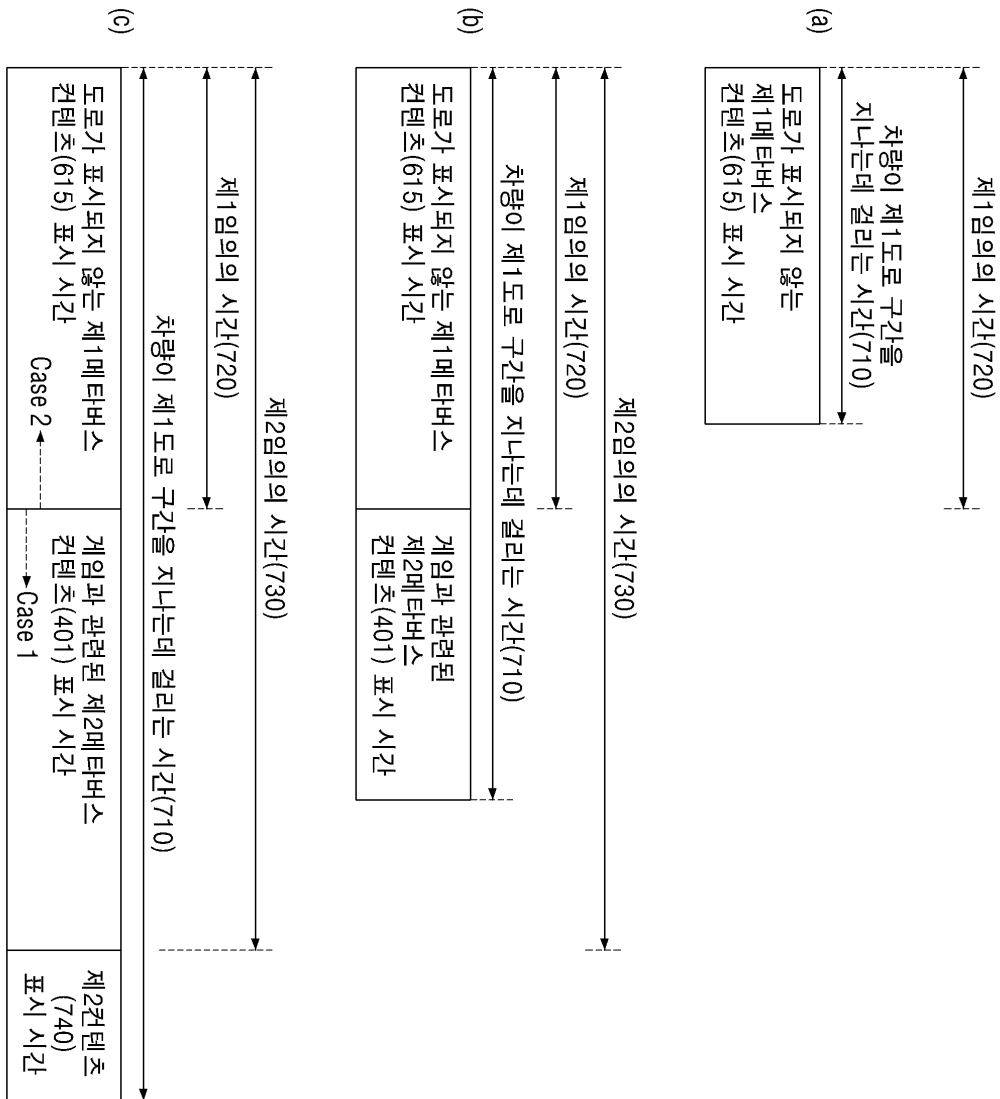 (a)
제1임의의 시간(720)
차량이 제1도로 구간을
지나는데 걸리는 시간(710)
도로가 표시되지 않는
제1메타버스
컨텐츠(615) 표시 시간
(b)
제2임의의 시간(730)
제1임의의 시간(720)
차량이 제1도로 구간을 지나는데 걸리는 시간(710)
도로가 표시되지 않는 제1메타버스
컨텐츠(615) 표시 시간
게임과 관련된
제2메타버스
컨텐츠(401) 표시 시간
(c)
제2임의의 시간(730)
제1임의의 시간(720)
차량이 제1도로 구간을 지나는데 걸리는 시간(710)
도로가 표시되지 않는 제1메타버스
컨텐츠(615) 표시 시간
Case 2
게임과 관련된 제2메타버스
컨텐츠(401) 표시 시간
Case 1
제2컨텐츠
(740)
표시 시간